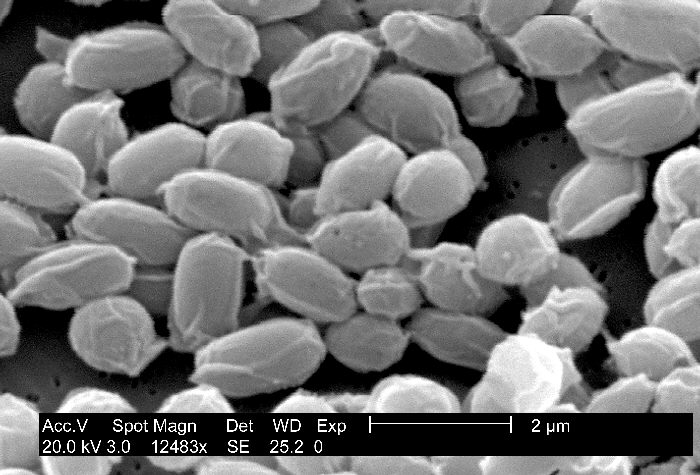 Acc.V Spot Magn Det WD Exp 2 µm
20.0 kV 3.0 12483x SE 25.2 0